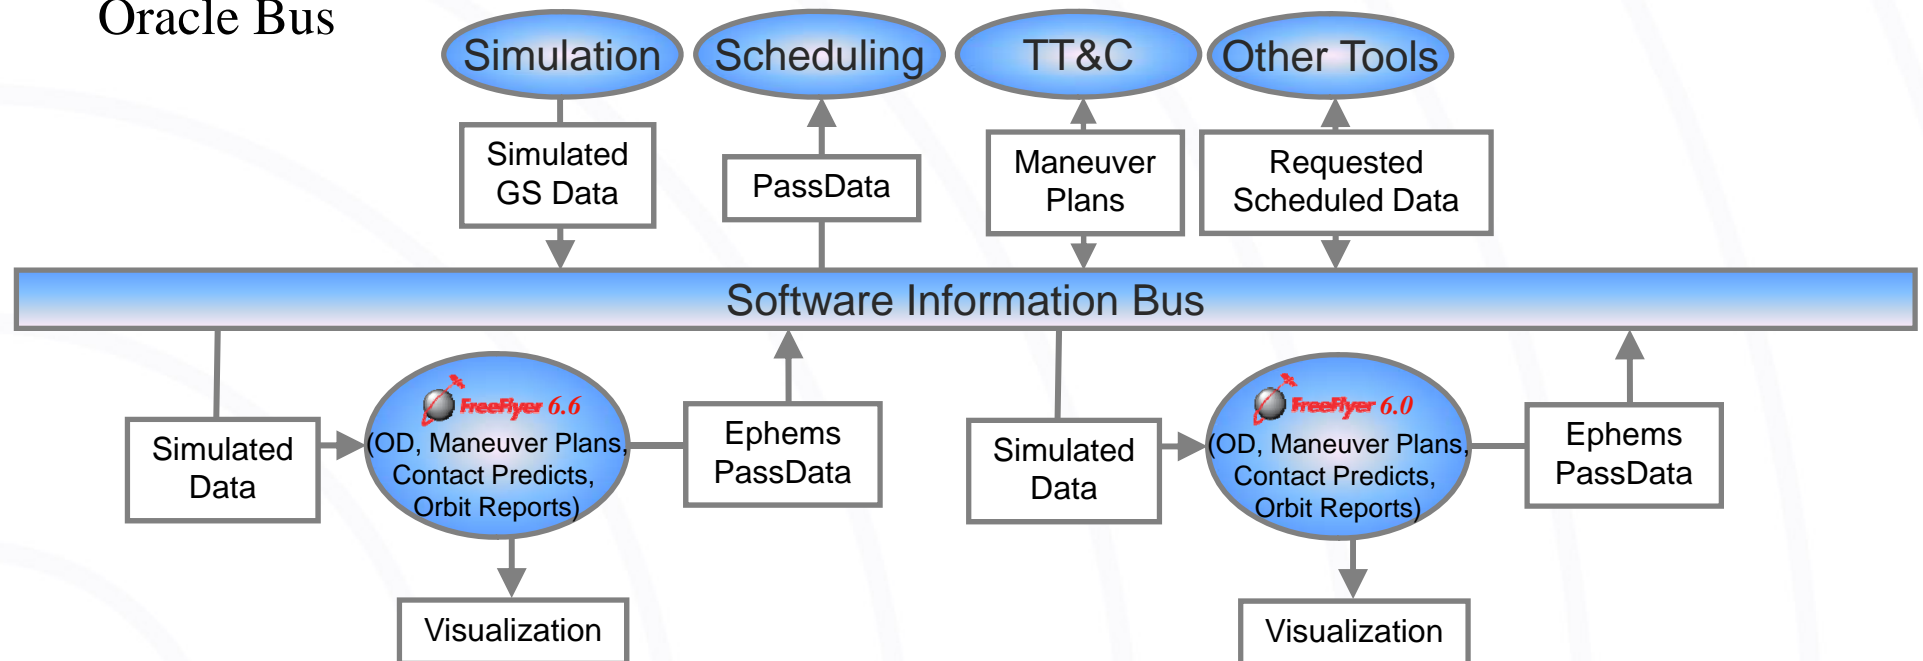 Oracle Bus
Simulation
Scheduling
TT&C
Other Tools
Simulated
GS Data
PassData
Maneuver
Plans
Requested
Scheduled Data
Software Information Bus
Simulated
Data
FreeFlyer 6.6
(OD, Maneuver Plans,
Contact Predicts,
Orbit Reports)
Ephems
PassData
Visualization
Simulated
Data
FreeFlyer 6.0
(OD, Maneuver Plans,
Contact Predicts,
Orbit Reports)
Ephems
PassData
Visualization